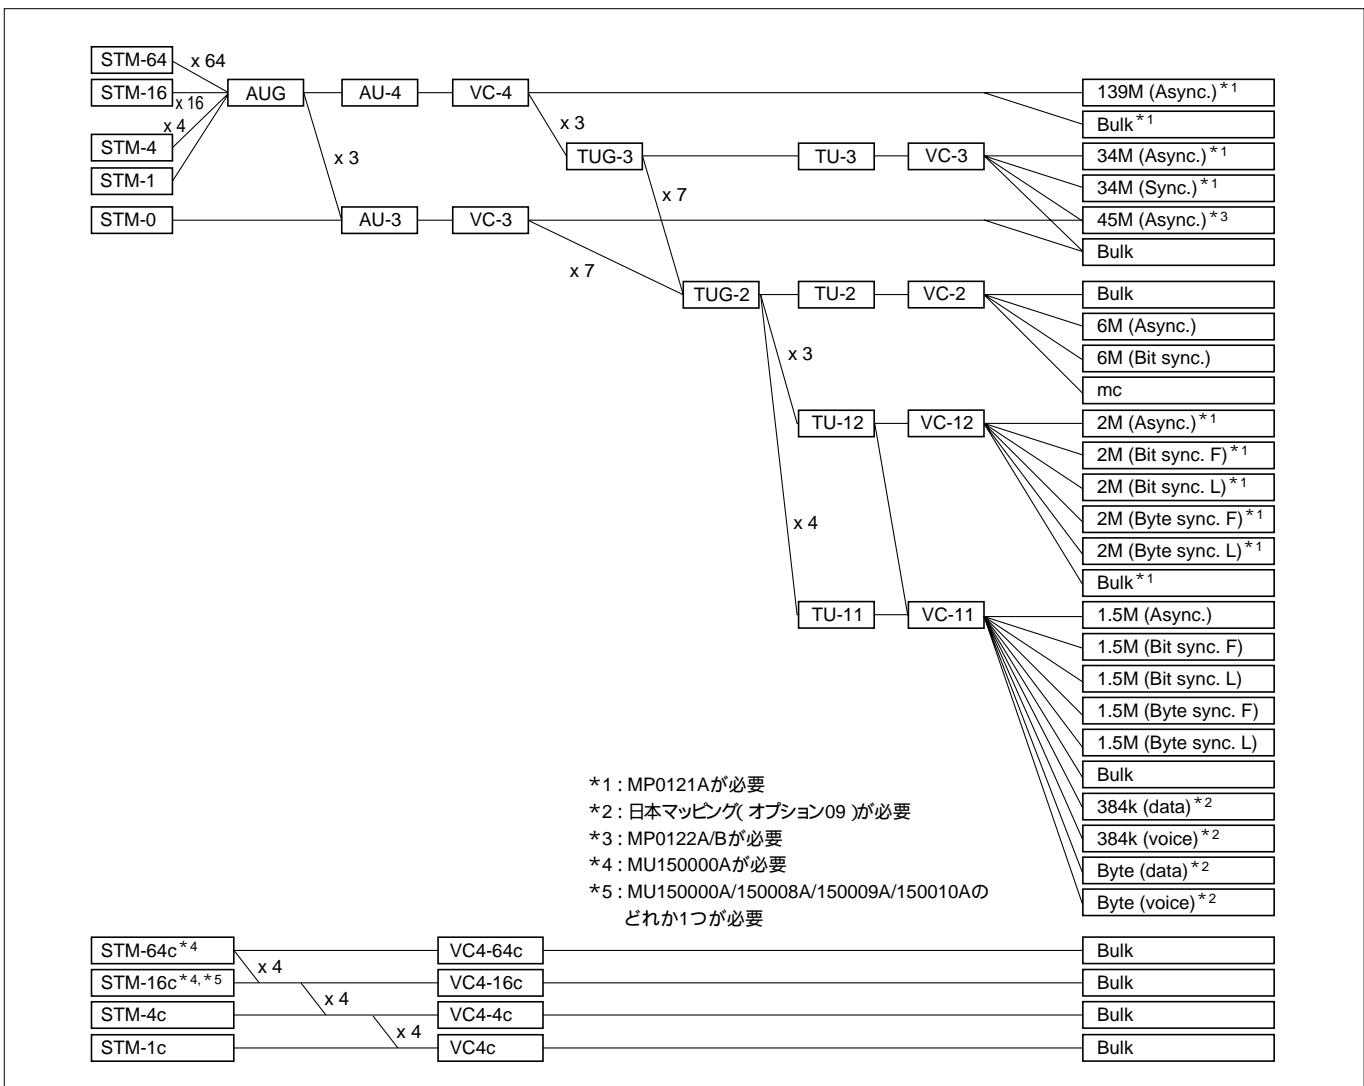 STM-64 x 64
STM-16 x 16 AUG AU-4 VC-4 139M (Async.)*1
x 4 x 3 Bulk*1
STM-4 x 3 TUG-3 TU-3 VC-3 34M (Async.)*1
STM-1 x 7 34M (Sync.)*1
STM-0 AU-3 VC-3 45M (Async.)*3
Bulk
x 7
TUG-2 TU-2 VC-2 Bulk
6M (Async.)
x 3 6M (Bit sync.)
mc
TU-12 VC-12 2M (Async.)*1
2M (Bit sync. F)*1
2M (Bit sync. L)*1
x 4 2M (Byte sync. F)*1
2M (Byte sync. L)*1
Bulk*1
TU-11 VC-11 1.5M (Async.)
1.5M (Bit sync. F)
1.5M (Bit sync. L)
1.5M (Byte sync. F)
1.5M (Byte sync. L)
Bulk
384k (data)*2
384k (voice)*2
Byte (data)*2
Byte (voice)*2
*1 : MP0121Aが必要
*2 : 日本マッピング( オプション09 )が必要
*3 : MP0122A/Bが必要
*4 : MU150000Aが必要
*5 : MU150000A/150008A/150009A/150010Aの
どれか1つが必要
STM-64c*4 VC4-64c Bulk
x 4
STM-16c*4,*5 VC4-16c Bulk
x 4
STM-4c VC4-4c Bulk
x 4
STM-1c VC4c Bulk